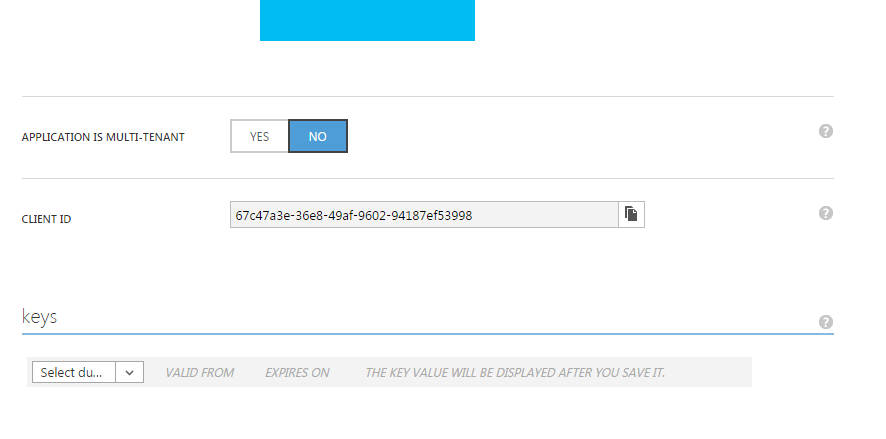 APPLICATION IS MULTI-TENANT YES NO ?
CLIENT ID 67c47a3e-36e8-49af-9602-94187ef53998 ?
keys ?
Select du... VALID FROM EXPIRES ON THE KEY VALUE WILL BE DISPLAYED AFTER YOU SAVE IT.